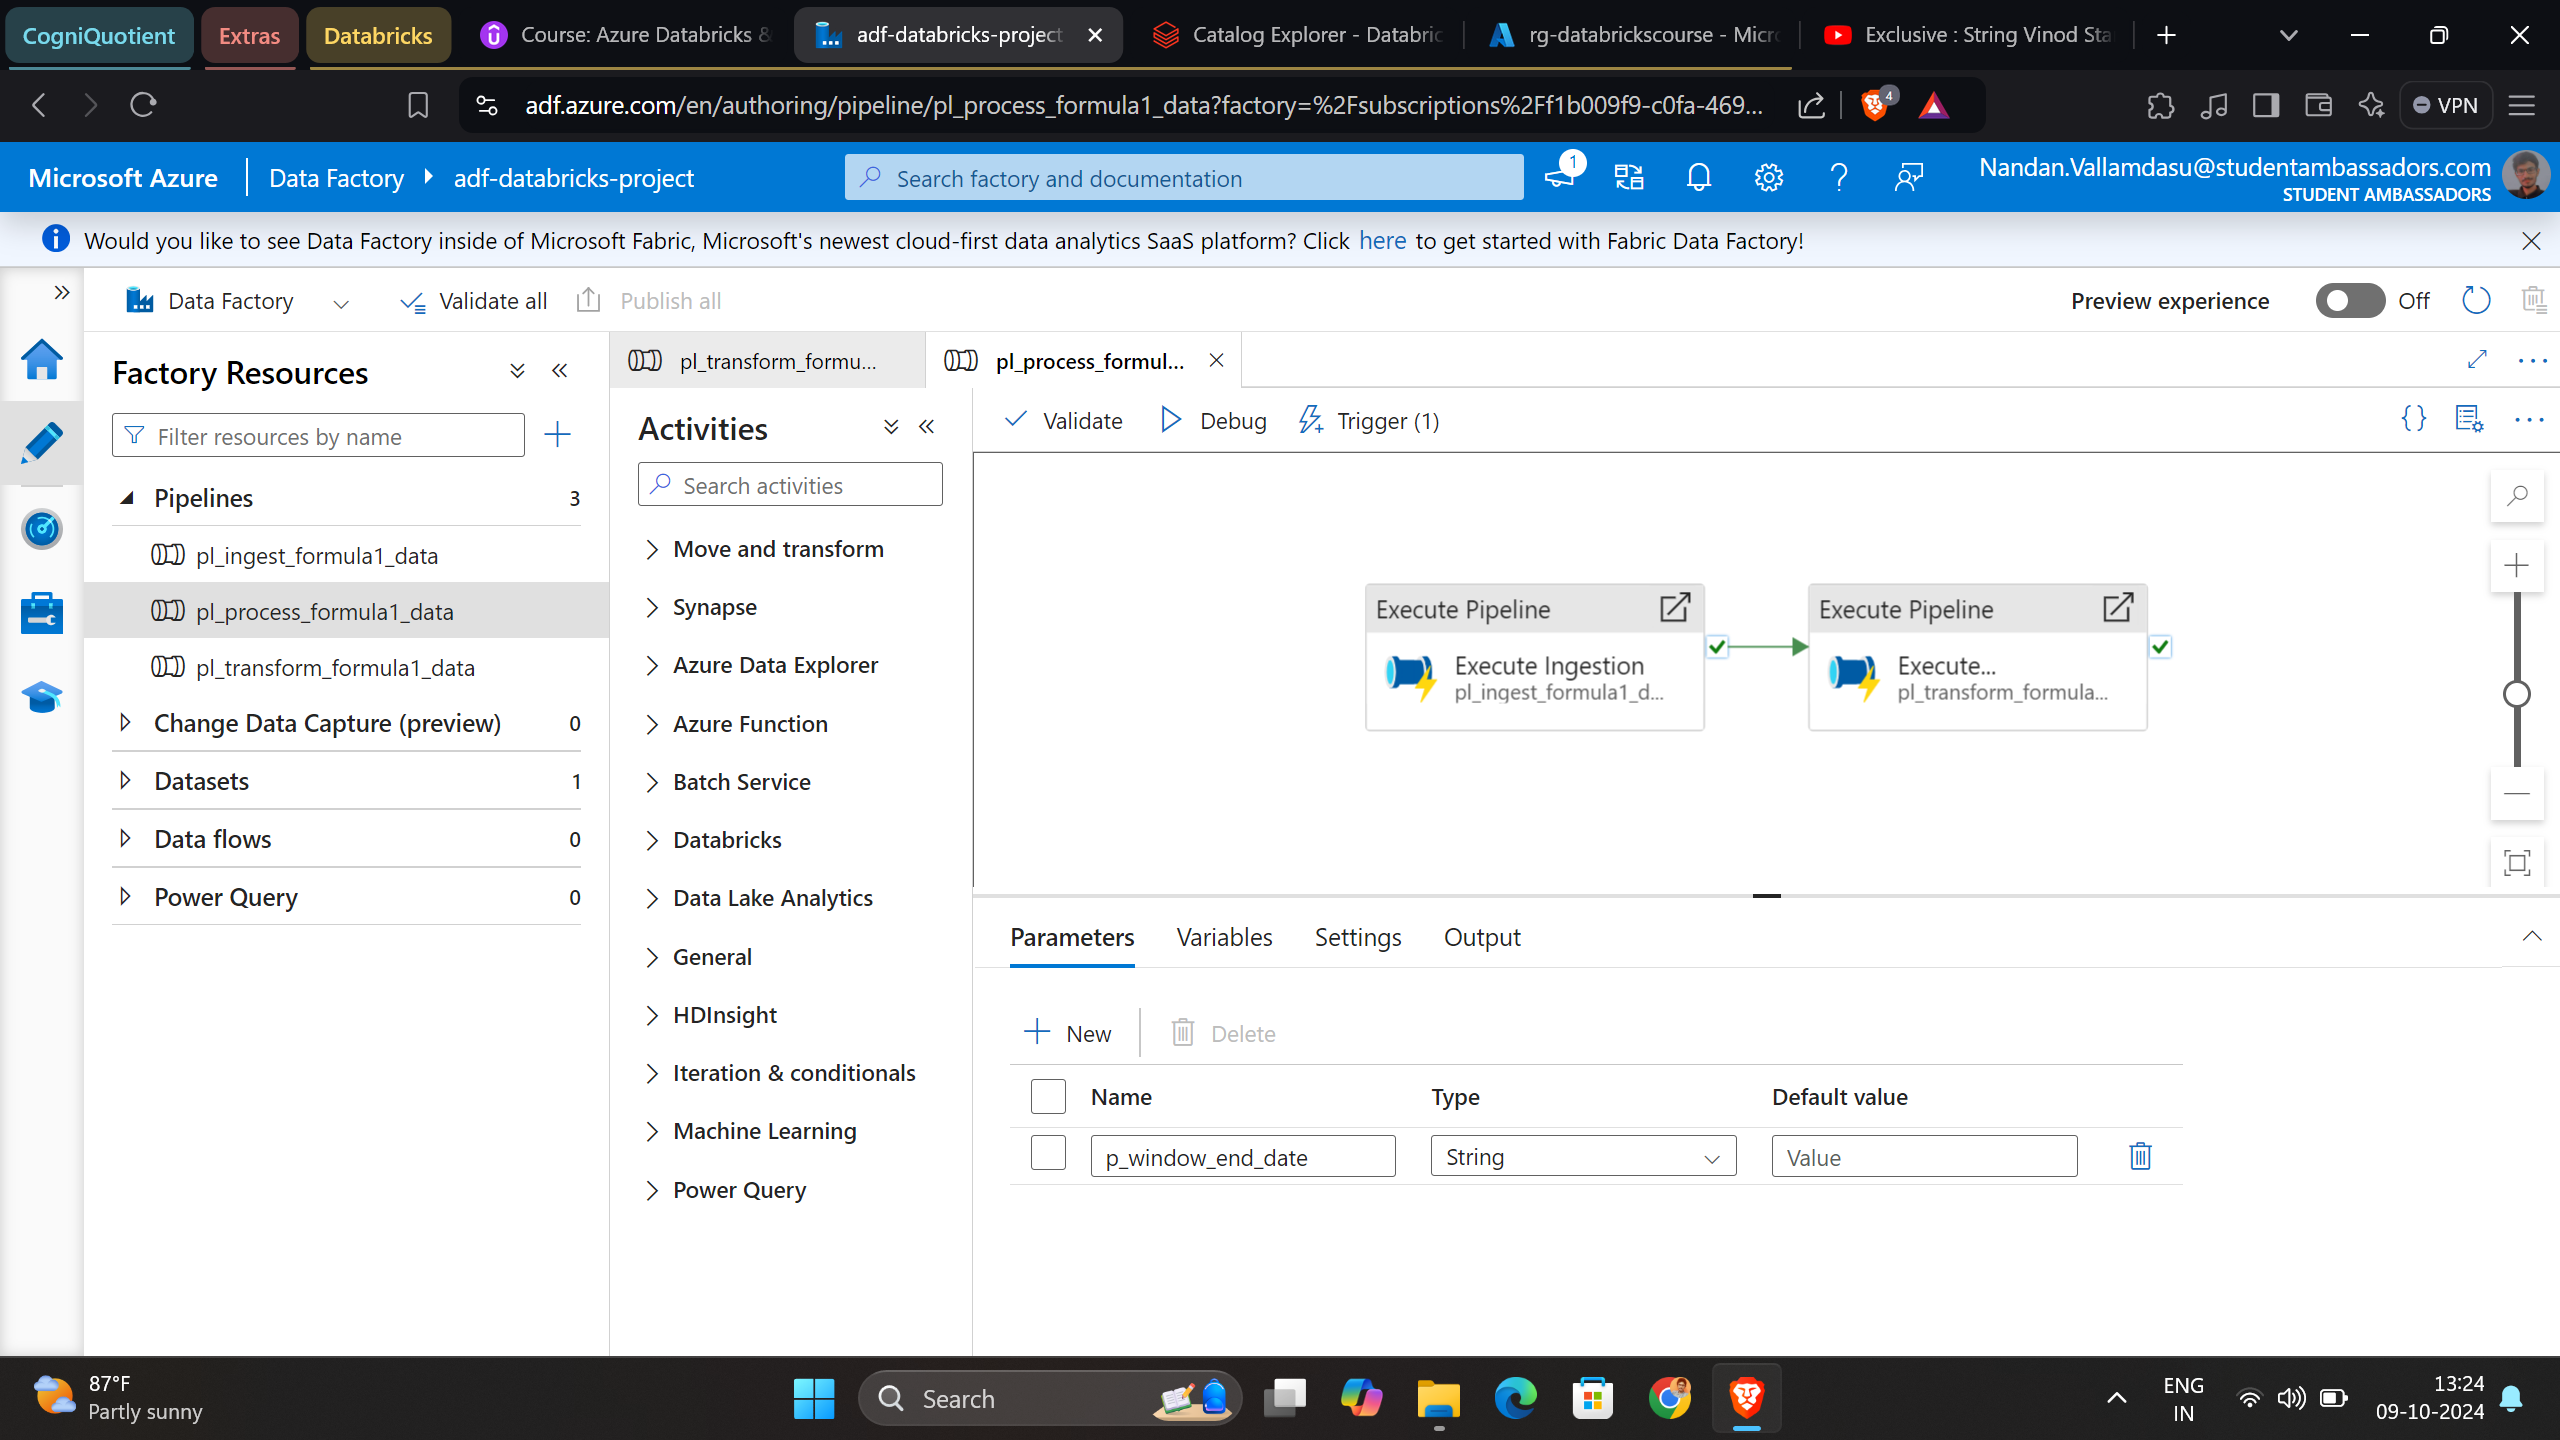 CogniQuotient
Extras
Databricks
Course: Azure Databricks &
adf-databricks-project
Catalog Explorer - Databric
rg-databrickscourse - Micro
Exclusive : String Vinod Sta
adf.azure.com/en/authoring/pipeline/pl_process_formula1_data?factory=%2Fsubscriptions%2Ff1b009f9-c0fa-469...
4
VPN
Microsoft Azure
Data Factory
adf-databricks-project
Search factory and documentation
1
Nandan.Vallamdasu@studentambassadors.com
STUDENT AMBASSADORS
Would you like to see Data Factory inside of Microsoft Fabric, Microsoft's newest cloud-first data analytics SaaS platform? Click here to get started with Fabric Data Factory!
Data Factory
Validate all
Publish all
Preview experience
Off
Factory Resources
Filter resources by name
Pipelines
3
pl_ingest_formula1_data
pl_process_formula1_data
pl_transform_formula1_data
Change Data Capture (preview)
0
Datasets
1
Data flows
0
Power Query
0
pl_transform_formu...
pl_process_formul...
Activities
Search activities
Move and transform
Synapse
Azure Data Explorer
Azure Function
Batch Service
Databricks
Data Lake Analytics
General
HDInsight
Iteration & conditionals
Machine Learning
Power Query
Validate
Debug
Trigger (1)
Execute Pipeline
Execute Ingestion
pl_ingest_formula1_d...
Execute Pipeline
Execute...
pl_transform_formula...
Parameters
Variables
Settings
Output
New
Delete
Name
Type
Default value
p_window_end_date
String
Value
87°F
Partly sunny
Search
ENG
IN
13:24
09-10-2024